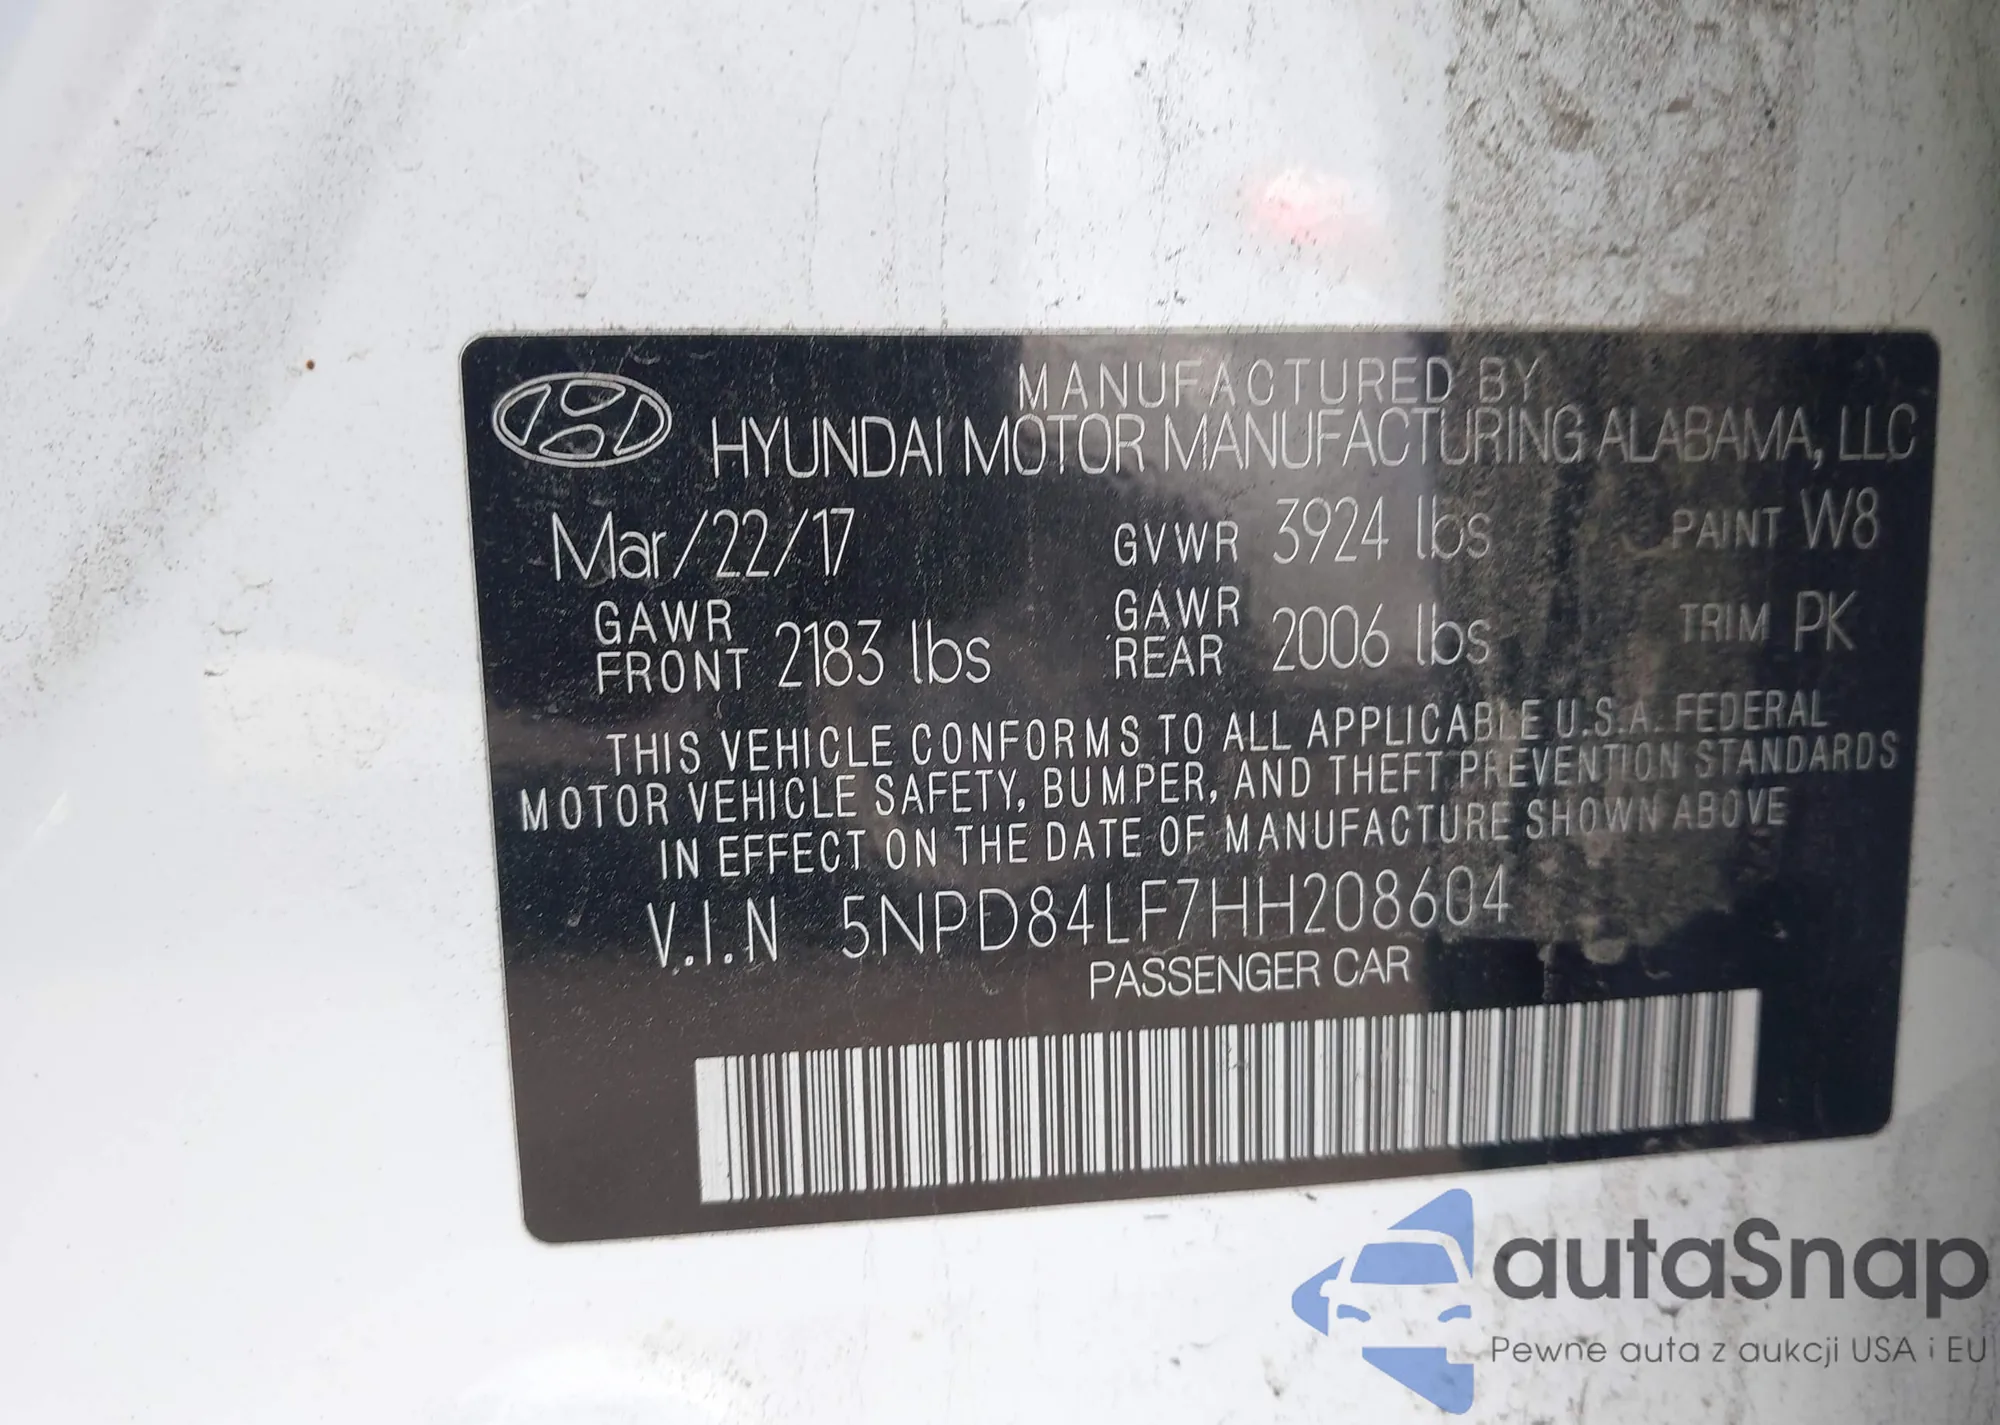 MANUFACTURED BY
HYUNDAI MOTOR MANUFACTURING ALABAMA, LLC
Mar/22/17 GVWR 3924 lbs PAINT W8
GAWR FRONT 2183 lbs GAWR REAR 2006 lbs TRIM PK
THIS VEHICLE CONFORMS TO ALL APPLICABLE U.S.A. FEDERAL
MOTOR VEHICLE SAFETY, BUMPER, AND THEFT PREVENTION STANDARDS
IN EFFECT ON THE DATE OF MANUFACTURE SHOWN ABOVE
V.I.N 5NPD84LF7HH208604
PASSENGER CAR
autaSnap
Pewne auta z aukcji USA i EU